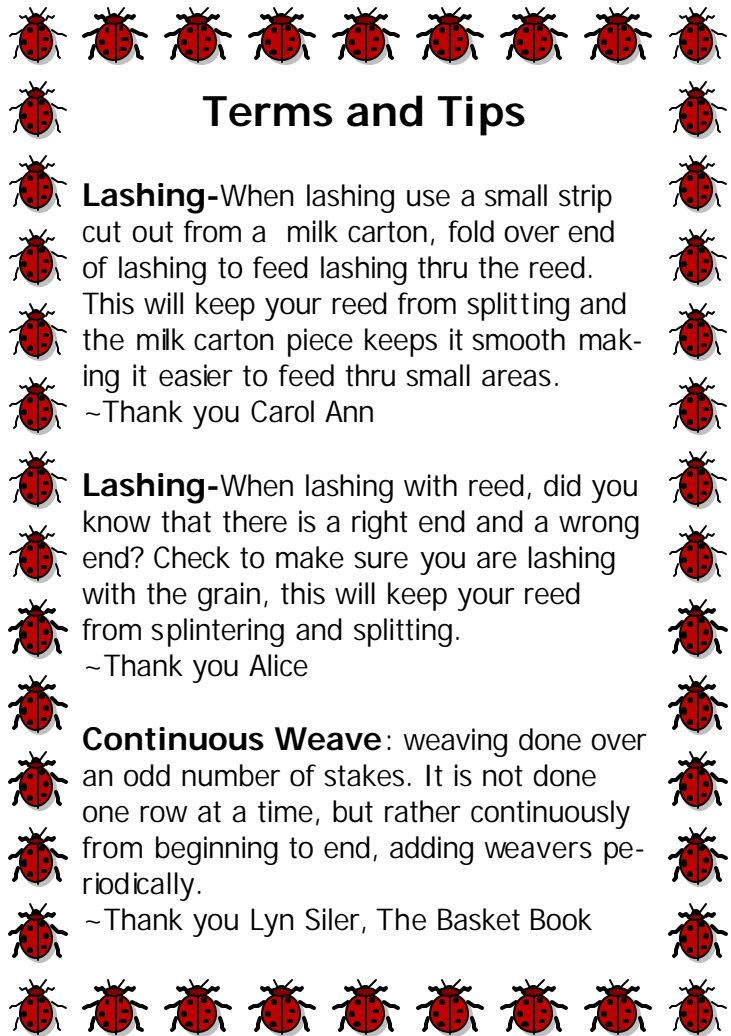 Terms and Tips
Lashing-When lashing use a small strip
cut out from a milk carton, fold over end
of lashing to feed lashing thru the reed.
This will keep your reed from splitting and
the milk carton piece keeps it smooth mak-
ing it easier to feed thru small areas.
~Thank you Carol Ann
Lashing-When lashing with reed, did you
know that there is a right end and a wrong
end? Check to make sure you are lashing
with the grain, this will keep your reed
from splintering and splitting.
~Thank you Alice
Continuous Weave: weaving done over
an odd number of stakes. It is not done
one row at a time, but rather continuously
from beginning to end, adding weavers pe-
riodically.
~Thank you Lyn Siler, The Basket Book